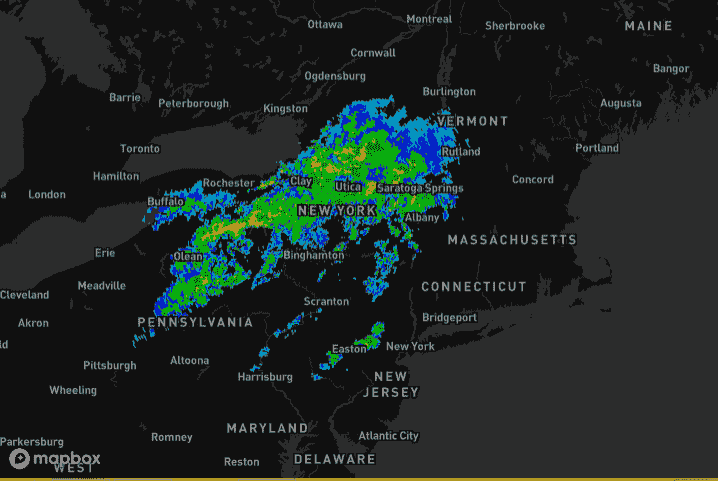 Ottawa
Montreal
Sherbrooke
MAINE
Cornwall
Bangor
Ogdensburg
Barrie
Peterborough
Kingston
Burlington
Augusta
VERMONT
Toronto
Rutland
Portland
Hamilton
Rochester
Clay
Utica
Saratoga Springs
Concord
London
Buffalo
NEW YORK
Albany
MASSACHUSETTS
Erie
Olean
Binghamton
Meadville
CONNECTICUT
Cleveland
Scranton
Akron
PENNSYLVANIA
Bridgeport
Easton
New York
Pittsburgh
Altoona
Harrisburg
NEW
JERSEY
Wheeling
MARYLAND
Atlantic City
Parkersburg
Romney
mapbox
WEST
Reston
DELAWARE